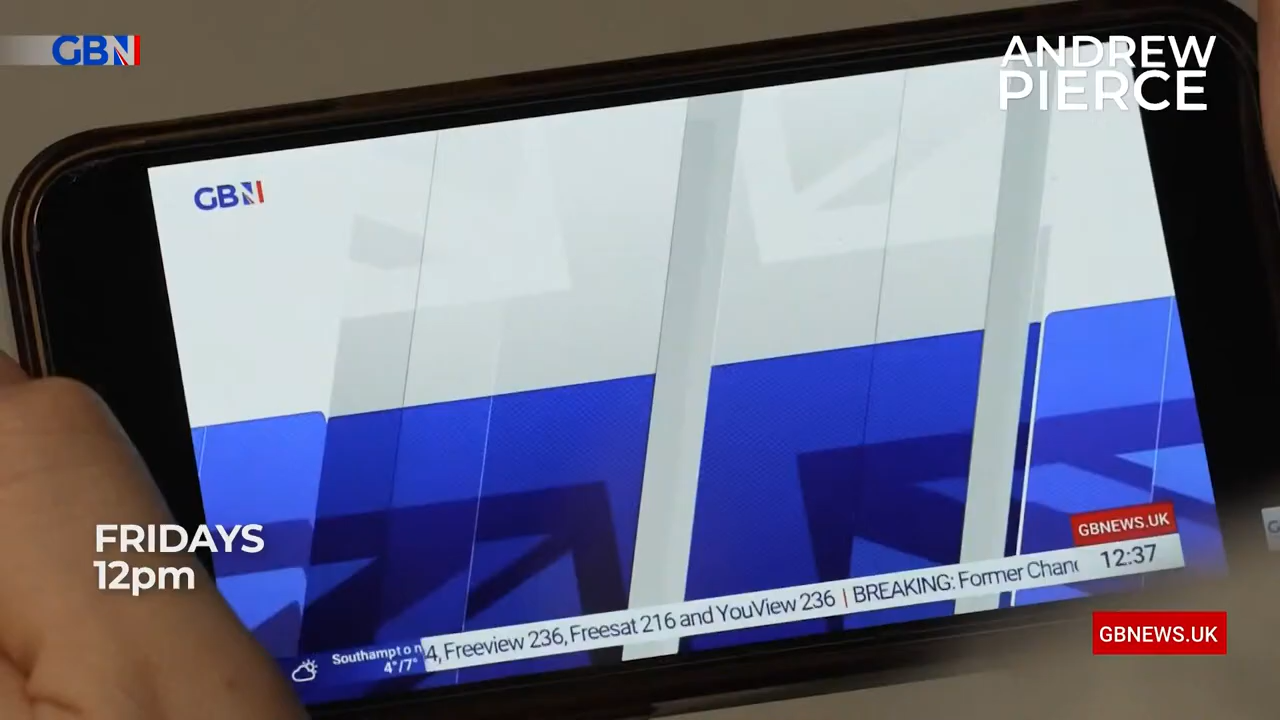 GBN
ANDREW
PIERCE
GBN
FRIDAYS
12pm
GBNEWS.UK
12:37
4, Freeview 236, Freesat 216 and YouView 236 | BREAKING: Former
Southampton
4°/7°
GBNEWS.UK